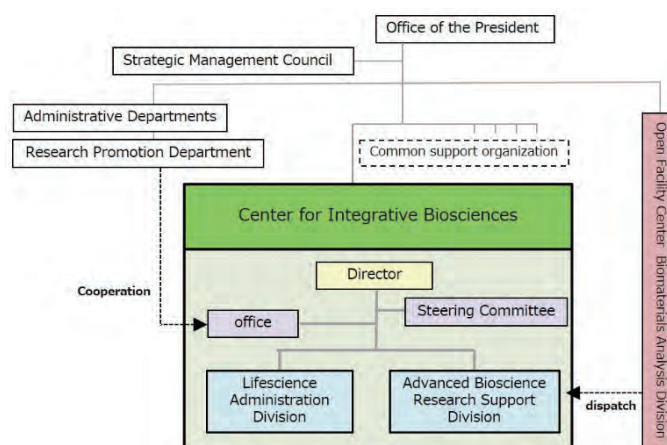 Office of the President
Strategic Management Council
Administrative Departments
Research Promotion Department
Common support organization
Open Facility Center Biomaterials Analysis Division
Center for Integrative Biosciences
Director
Cooperation
office
Steering Committee
Lifescience
Administration
Division
Advanced Bioscience
Research Support
Division
dispatch